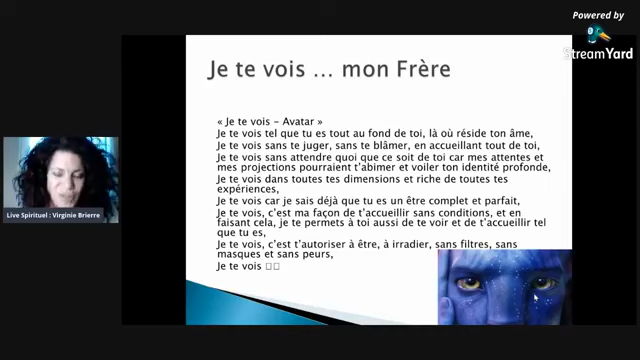 Powered by
StreamYard
Je te vois … mon Frère
« Je te vois – Avatar »
Je te vois tel que tu es tout au fond de toi, là où réside ton âme,
Je te vois sans te juger, sans te blâmer, en accueillant tout de toi,
Je te vois sans attendre quoi que ce soit de toi car mes attentes et
mes projections pourraient t’abimer et voiler ton identité profonde,
Je te vois dans toutes tes dimensions et riche de toutes tes
expériences,
Je te vois car je sais déjà que tu es un être complet et parfait,
Je te vois, c’est ma façon de t’accueillir sans conditions, et en
faisant cela, je te permets à toi aussi de te voir et de t’accueillir tel
que tu es,
Je te vois, c’est t’autoriser à être, à irradier, sans filtres, sans
masques et sans peurs,
Je te vois
Live Spirituel : Virginie Brierre